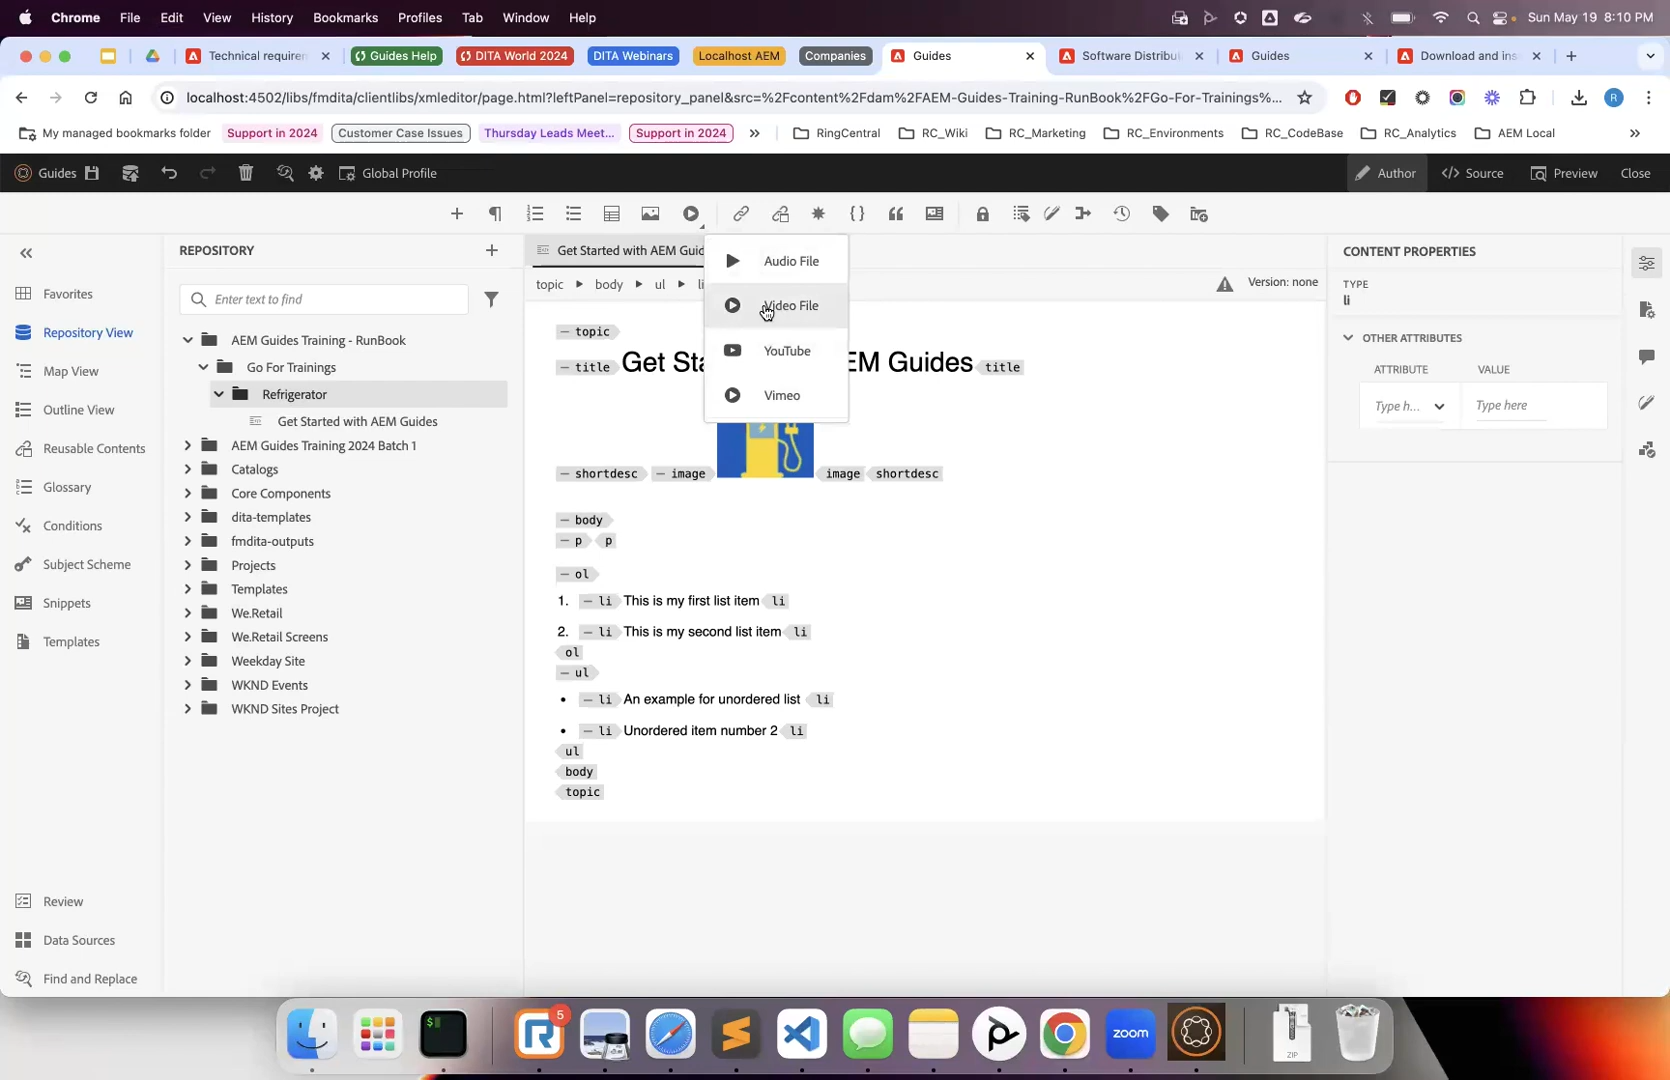 Chrome File Edit View History Bookmarks Profiles Tab Window Help Sun May 19 8:10 PM
Technical requiren Guides Help DITA World 2024 DITA Webinars Localhost AEM Companies Guides Software Distribu Guides Download and ins
localhost:4502/libs/fmdita/clientlibs/xmleditor/page.html?leftPanel=repository_panel&src=%2Fcontent%2Fdam%2FAEM-Guides-Training-RunBook%2FGo-For-Trainings%... R
My managed bookmarks folder Support in 2024 Customer Case Issues Thursday Leads Meet... Support in 2024 » RingCentral RC_Wiki RC_Marketing RC_Environments RC_CodeBase RC_Analytics AEM Local »
Guides Global Profile Author </> Source Preview Close
REPOSITORY
Get Started with AEM Guid
CONTENT PROPERTIES
Audio File
Video File
YouTube
Vimeo
topic body ul li
Version: none
TYPE
li
OTHER ATTRIBUTES
ATTRIBUTE VALUE
Type h... Type here
Favorites
Repository View
Map View
Outline View
Reusable Contents
Glossary
Conditions
Subject Scheme
Snippets
Templates
Review
Data Sources
Find and Replace
Enter text to find
AEM Guides Training - RunBook
Go For Trainings
Refrigerator
Get Started with AEM Guides
AEM Guides Training 2024 Batch 1
Catalogs
Core Components
dita-templates
fmdita-outputs
Projects
Templates
We.Retail
We.Retail Screens
Weekday Site
WKND Events
WKND Sites Project
topic
title Get Sta EM Guides title
shortdesc image image shortdesc
body
p p
ol
1. li This is my first list item li
2. li This is my second list item li
ol
ul
• li An example for unordered list li
• li Unordered item number 2 li
ul
body
topic
5
zoom
ZIP